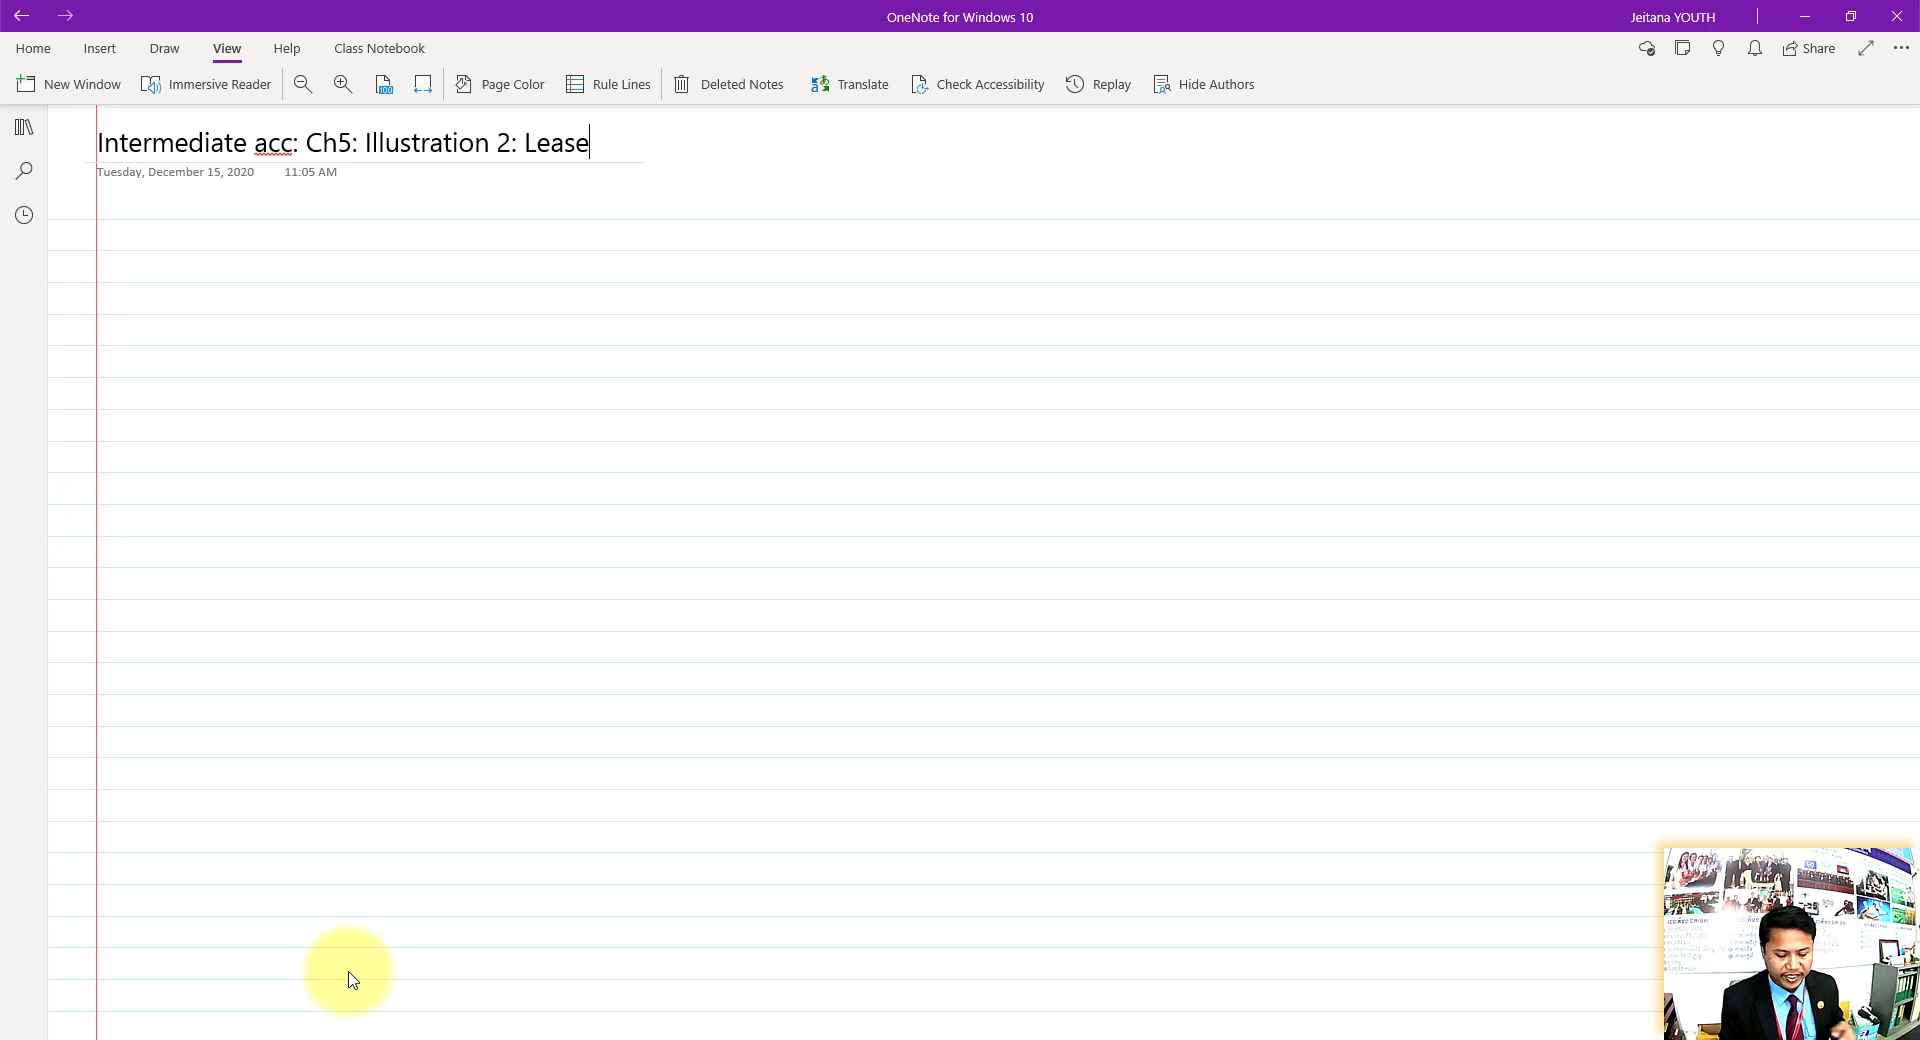 OneNote for Windows 10
Jeitana YOUTH
Home Insert Draw View Help Class Notebook
Share
New Window Immersive Reader 100 Page Color Rule Lines Deleted Notes Translate Check Accessibility Replay Hide Authors
Intermediate acc: Ch5: Illustration 2: Lease
Tuesday, December 15, 2020 11:05 AM